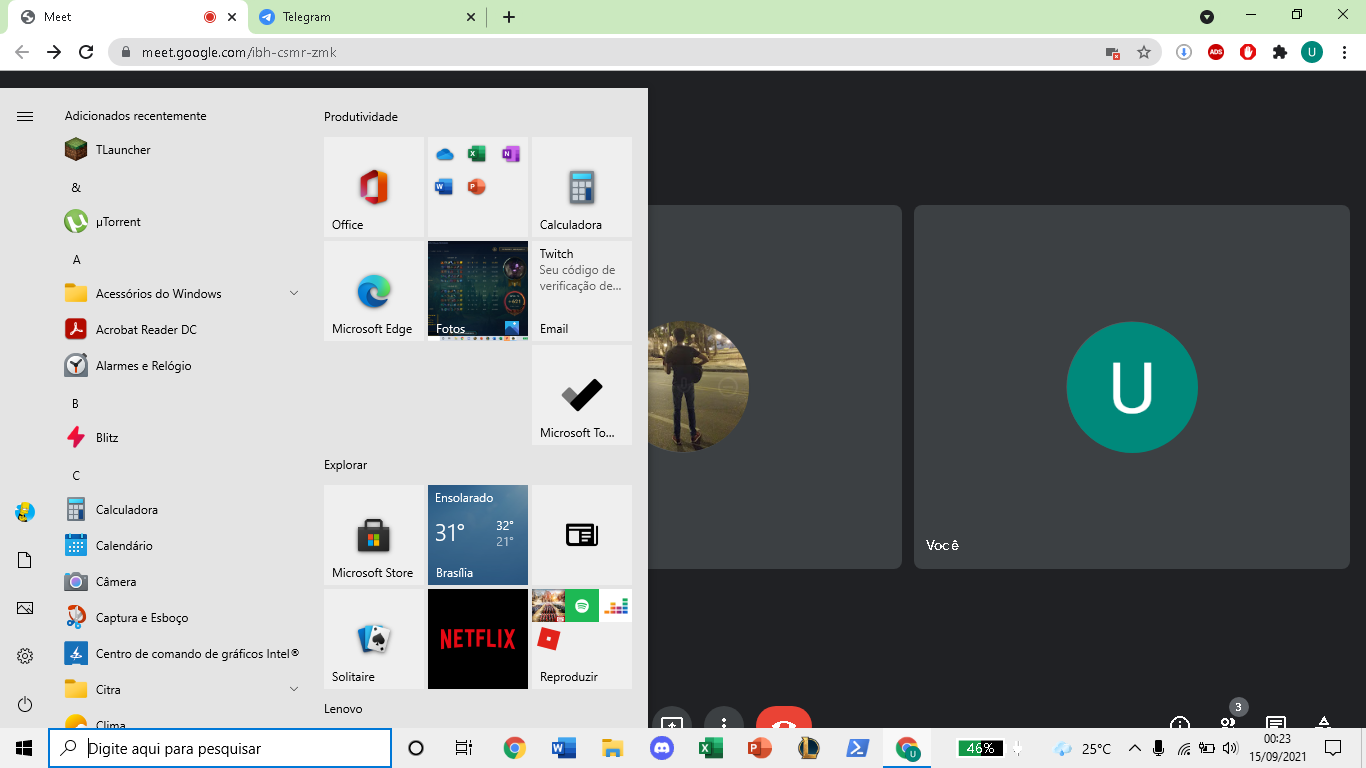 Meet
Telegram
meet.google.com/ibh-csmr-zmk
ADS
U
Adicionados recentemente
TLauncher
&
µTorrent
A
Acessórios do Windows
Acrobat Reader DC
Alarmes e Relógio
B
Blitz
C
Calculadora
Calendário
Câmera
Captura e Esboço
Centro de comando de gráficos Intel®
Citra
Clima
Produtividade
Office
Calculadora
Microsoft Edge
Fotos
Twitch
Seu código de
verificação de...
Email
Microsoft To...
Explorar
Microsoft Store
Ensolarado
31°
32°
21°
Brasília
Solitaire
NETFLIX
Reproduzir
Lenovo
U
Você
3
Digite aqui para pesquisar
46%
25°C
00:23
15/09/2021